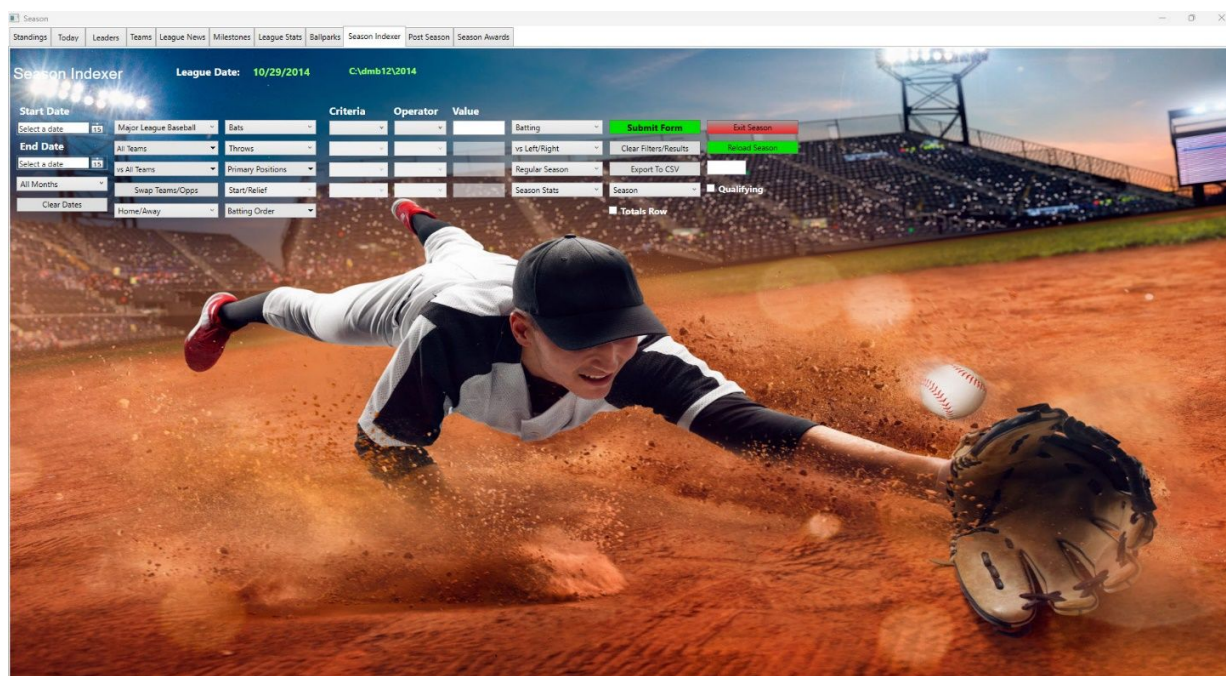 Season
Standings Today Leaders Teams League News Milestones League Stats Ballparks Season Indexer Post Season Season Awards
Season Indexer League Date: 10/29/2014 C:\dmb12\2014
Start Date Criteria Operator Value
Select a date 15 Major League Baseball Bats Batting Submit Form Exit Season
End Date All Teams Throws vs Left/Right Clear Filters/Results Reload Season
Select a date 15 vs All Teams Primary Positions Regular Season Export To CSV
All Months Swap Teams/Opps Start/Relief Season Stats Season Qualifying
Clear Dates Home/Away Batting Order Totals Row